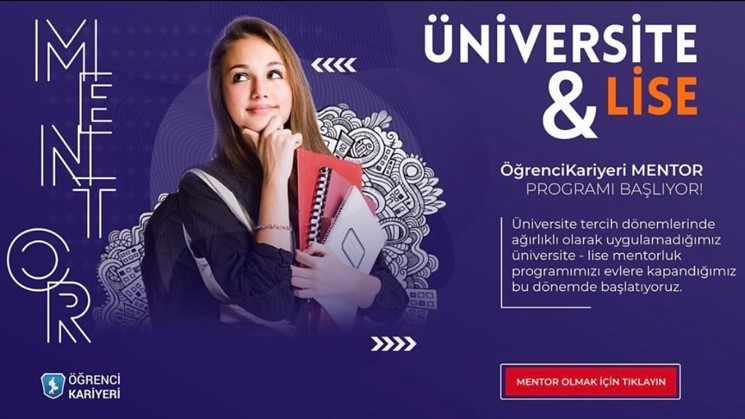 MENTOR
ÜNİVERSİTE
& LİSE
ÖğrenciKariyeri MENTOR
PROGRAMI BAŞLIYOR!
Üniversite tercih dönemlerinde
ağırlıklı olarak uygulamadığımız
üniversite - lise mentorluk
programımızı evlere kapandığımız
bu dönemde başlatıyoruz.
MENTOR OLMAK İÇİN TIKLAYIN
ÖĞRENCİ
KARİYERİ